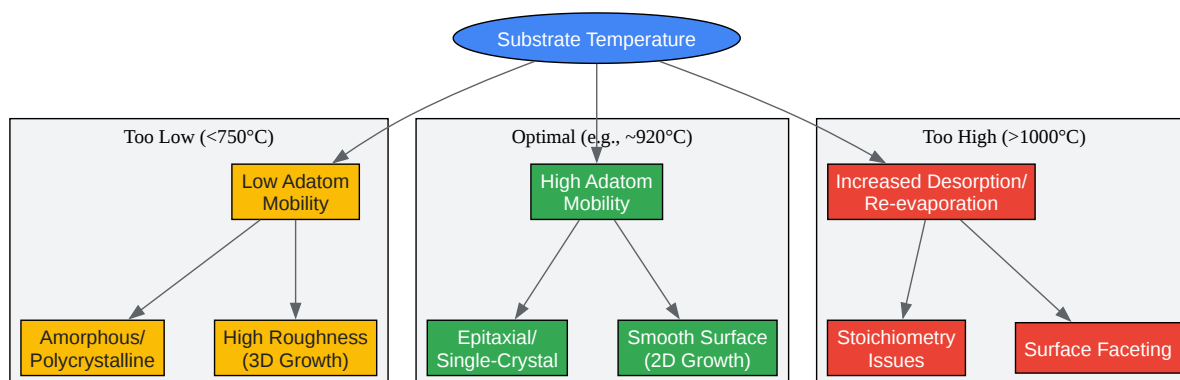 Substrate Temperature
Too Low (<750°C)
Low Adatom
Mobility
Amorphous/
Polycrystalline
High Roughness
(3D Growth)
Optimal (e.g., ~920°C)
High Adatom
Mobility
Epitaxial/
Single-Crystal
Smooth Surface
(2D Growth)
Too High (>1000°C)
Increased Desorption/
Re-evaporation
Stoichiometry
Issues
Surface Faceting